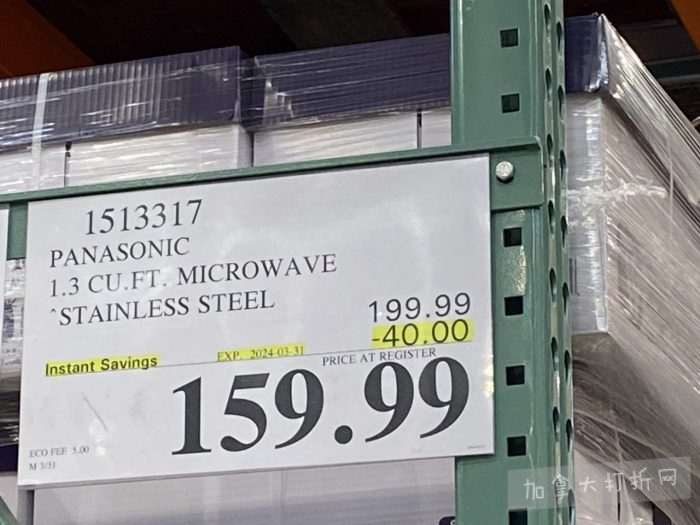 1513317
PANASONIC
1.3 CU.FT. MICROWAVE
^STAINLESS STEEL
199.99
-40.00
Instant Savings
EXP. 2024-03-31
PRICE AT REGISTER
159.99
ECO FEE 5.00
M 3/31
加拿大打折网